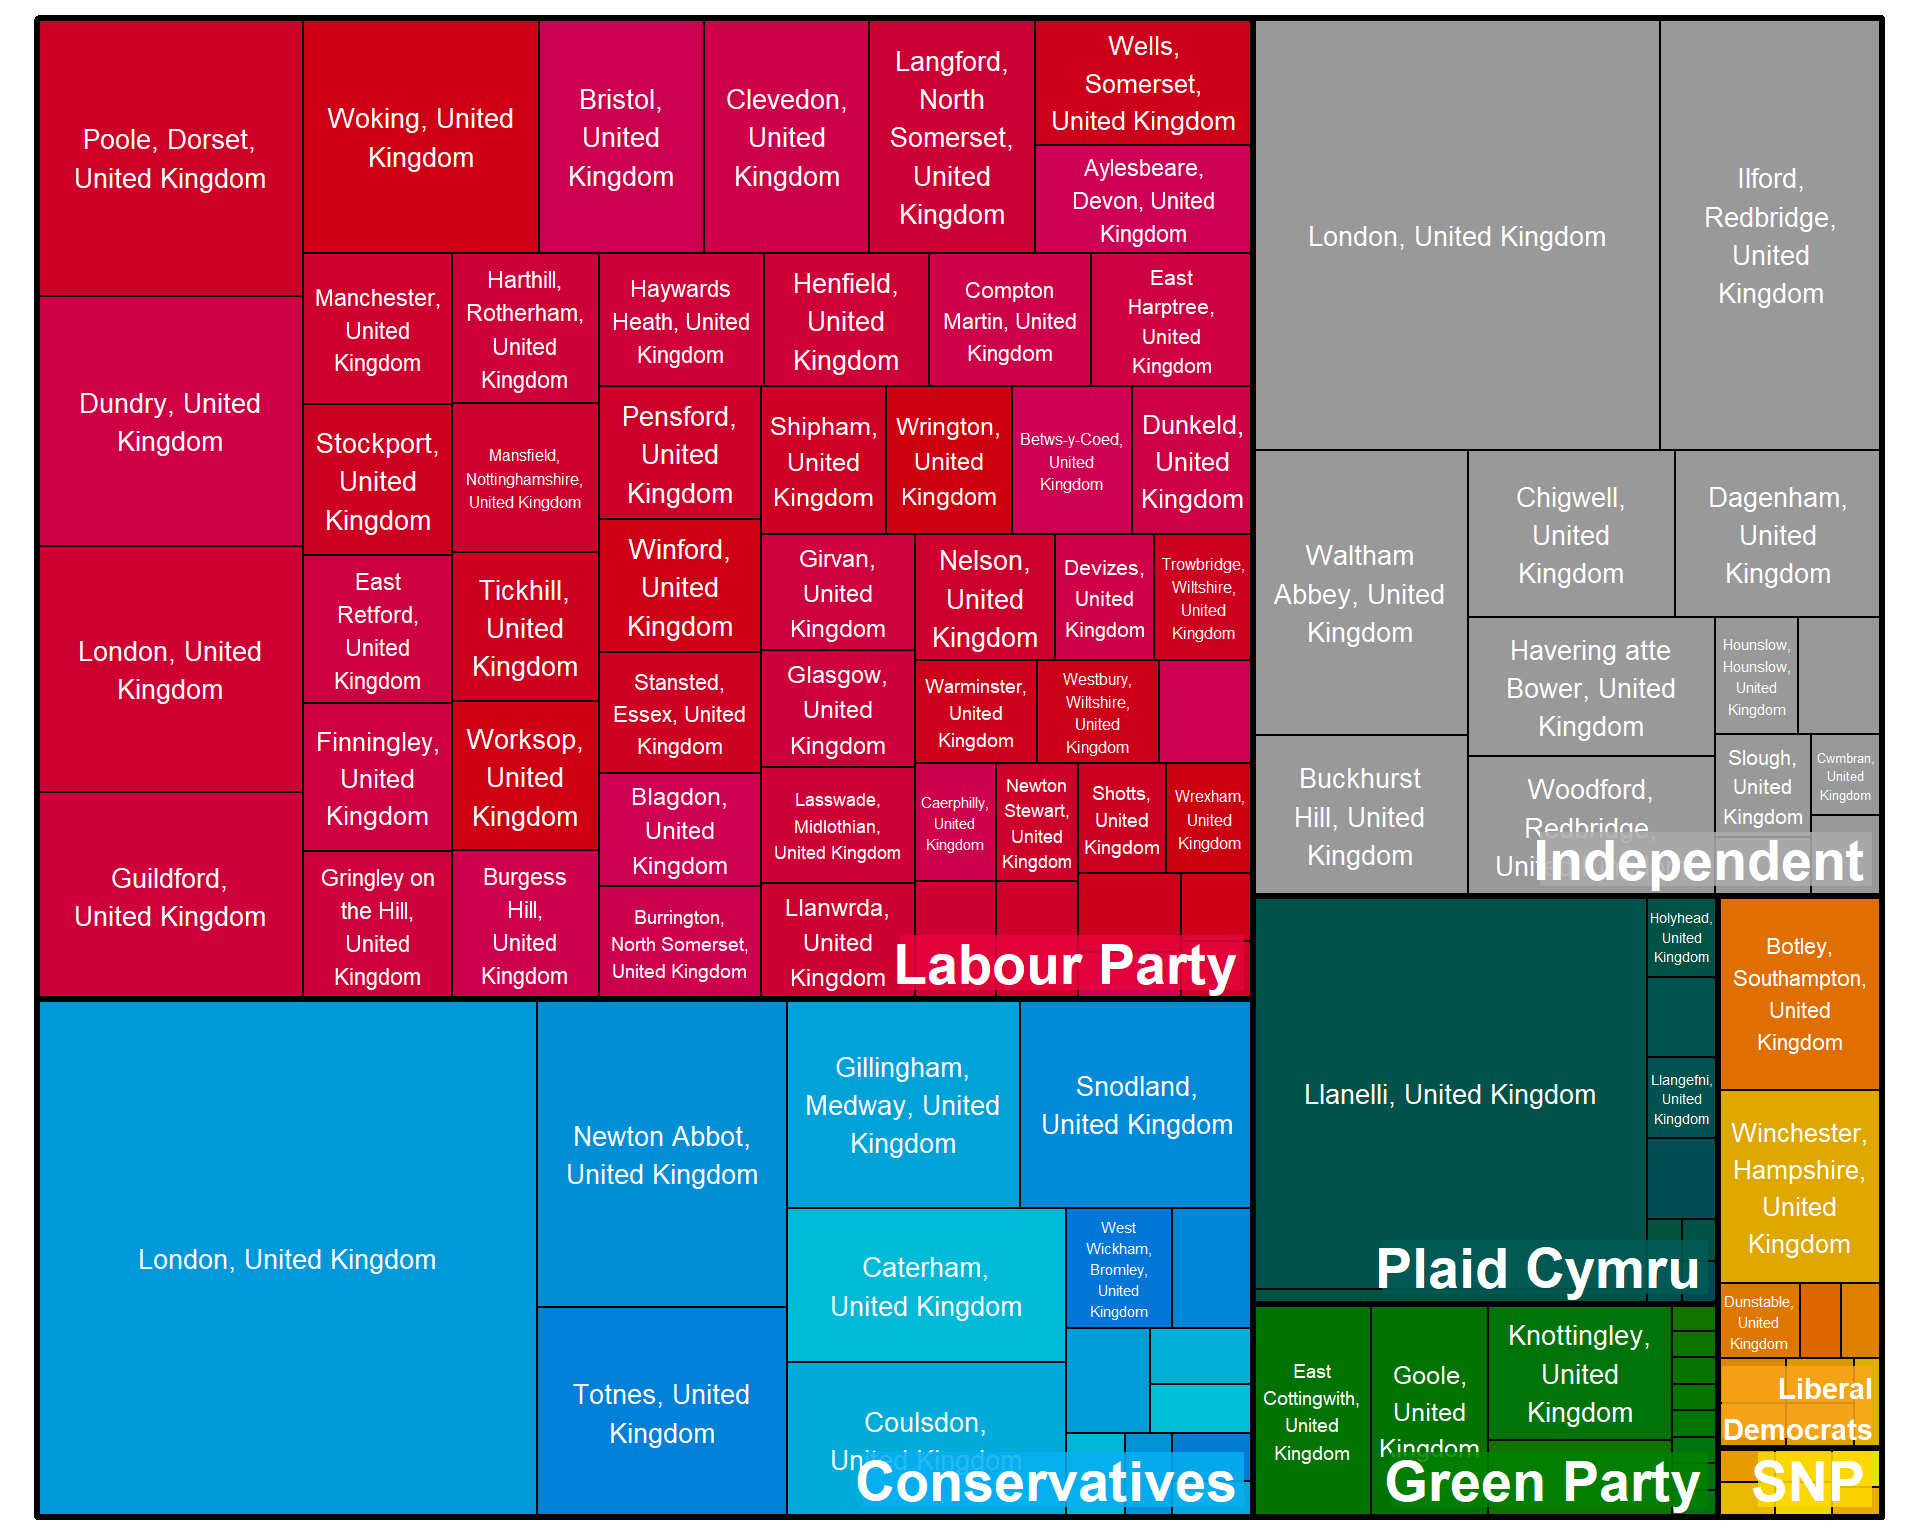 Poole, Dorset,
United Kingdom
Dundry, United
Kingdom
London, United
Kingdom
Guildford,
United Kingdom
Woking, United
Kingdom
Bristol,
United
Kingdom
Clevedon,
United
Kingdom
Langford,
North
Somerset,
United
Kingdom
Wells,
Somerset,
United Kingdom
Aylesbeare,
Devon, United
Kingdom
Manchester,
United
Kingdom
Stockport,
United
Kingdom
East
Retford,
United
Kingdom
Finningley,
United
Kingdom
Gringley on
the Hill,
United
Kingdom
Harthill,
Rotherham,
United
Kingdom
Mansfield,
Nottinghamshire,
United Kingdom
Tickhill,
United
Kingdom
Worksop,
United
Kingdom
Burgess
Hill,
United
Kingdom
Haywards
Heath, United
Kingdom
Henfield,
United
Kingdom
Compton
Martin, United
Kingdom
East
Harptree,
United
Kingdom
Pensford,
United
Kingdom
Winford,
United
Kingdom
Stansted,
Essex, United
Kingdom
Blagdon,
United
Kingdom
Burrington,
North Somerset,
United Kingdom
Shipham,
United
Kingdom
Wrington,
United
Kingdom
Betws-y-Coed,
United
Kingdom
Dunkeld,
United
Kingdom
Girvan,
United
Kingdom
Glasgow,
United
Kingdom
Lasswade,
Midlothian,
United Kingdom
Llanwrda,
United
Kingdom
Nelson,
United
Kingdom
Devizes,
United
Kingdom
Trowbridge,
Wiltshire,
United
Kingdom
Warminster,
United
Kingdom
Westbury,
Wiltshire,
United
Kingdom
Caerphilly,
United
Kingdom
Newton
Stewart,
United
Kingdom
Shotts,
United
Kingdom
Wrexham,
United
Kingdom
Labour Party
London, United Kingdom
Newton Abbot,
United Kingdom
Totnes, United
Kingdom
Gillingham,
Medway, United
Kingdom
Snodland,
United Kingdom
Caterham,
United Kingdom
Coulsdon,
United Kingdom
West
Wickham,
Bromley,
United
Kingdom
Conservatives
London, United Kingdom
Ilford,
Redbridge,
United
Kingdom
Waltham
Abbey, United
Kingdom
Buckhurst
Hill, United
Kingdom
Chigwell,
United
Kingdom
Dagenham,
United
Kingdom
Havering atte
Bower, United
Kingdom
Woodford,
Redbridge,
Hounslow,
Hounslow,
United
Kingdom
Slough,
United
Kingdom
Cwmbran,
United
Kingdom
Independent
Llanelli, United Kingdom
Holyhead,
United
Kingdom
Llangefni,
United
Kingdom
Plaid Cymru
East
Cottingwith,
United
Kingdom
Goole,
United
Kingdom
Knottingley,
United
Kingdom
Green Party
Botley,
Southampton,
United
Kingdom
Winchester,
Hampshire,
United
Kingdom
Dunstable,
United
Kingdom
Liberal
Democrats
SNP